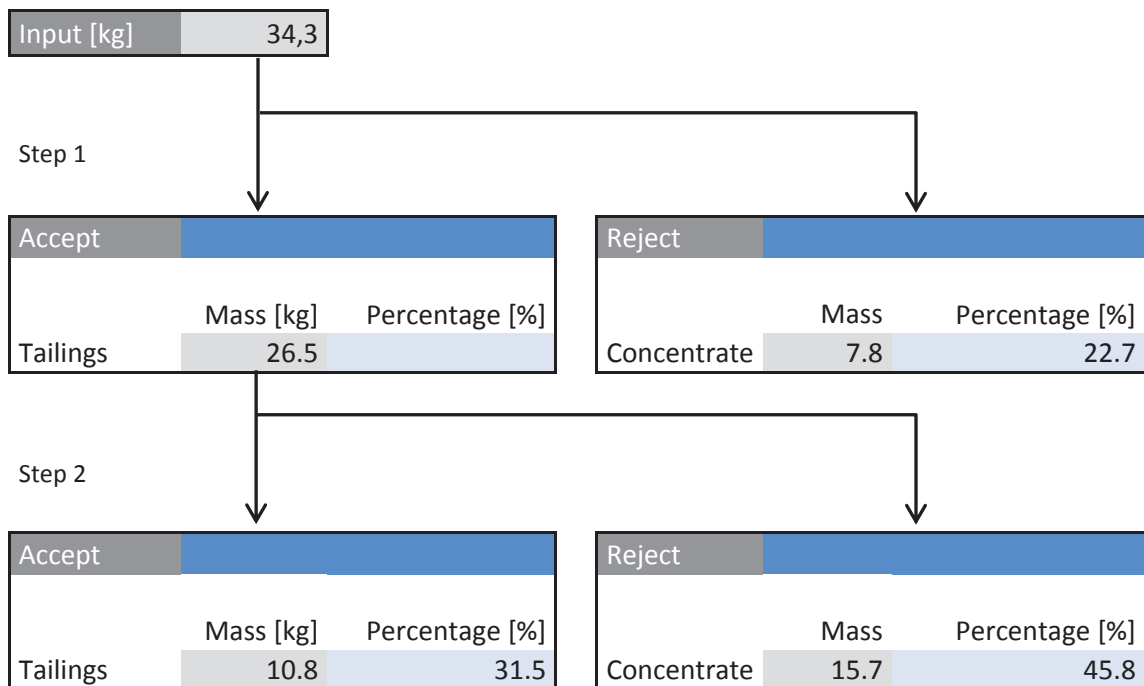 Input [kg] 34,3
Step 1
Accept Reject
Mass [kg] Percentage [%] Mass Percentage [%]
Tailings 26.5 Concentrate 7.8 22.7
Step 2
Accept Reject
Mass [kg] Percentage [%] Mass Percentage [%]
Tailings 10.8 31.5 Concentrate 15.7 45.8